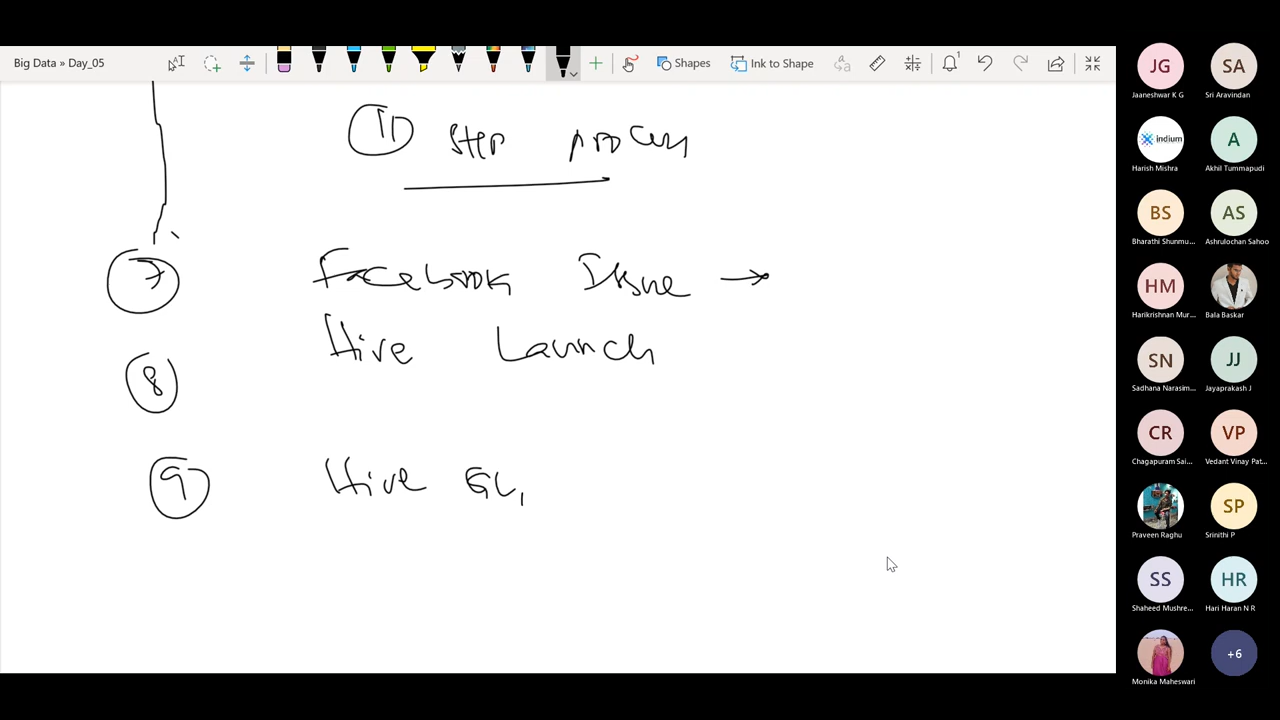 Big Data » Day_05
Shapes
Ink to Shape
11 step process
7 Facebook Issue →
Hive Launch
8
9 Hive
JG
SA
Jaaneshwar K G
Sri Aravindan
indium
A
Harish Mishra
Akhil Tummapudi
BS
AS
Bharathi Shunmu...
Ashrulochan Sahoo
HM
Harikrishnan Mur...
Bala Baskar
SN
JJ
Sadhana Narasim...
Jayaprakash J
CR
VP
Chagapuram Sai...
Vedant Vinay Pat...
SP
Praveen Raghu
Srinithi P
SS
HR
Shaheed Mushre...
Hari Haran N R
+6
Monika Maheswari